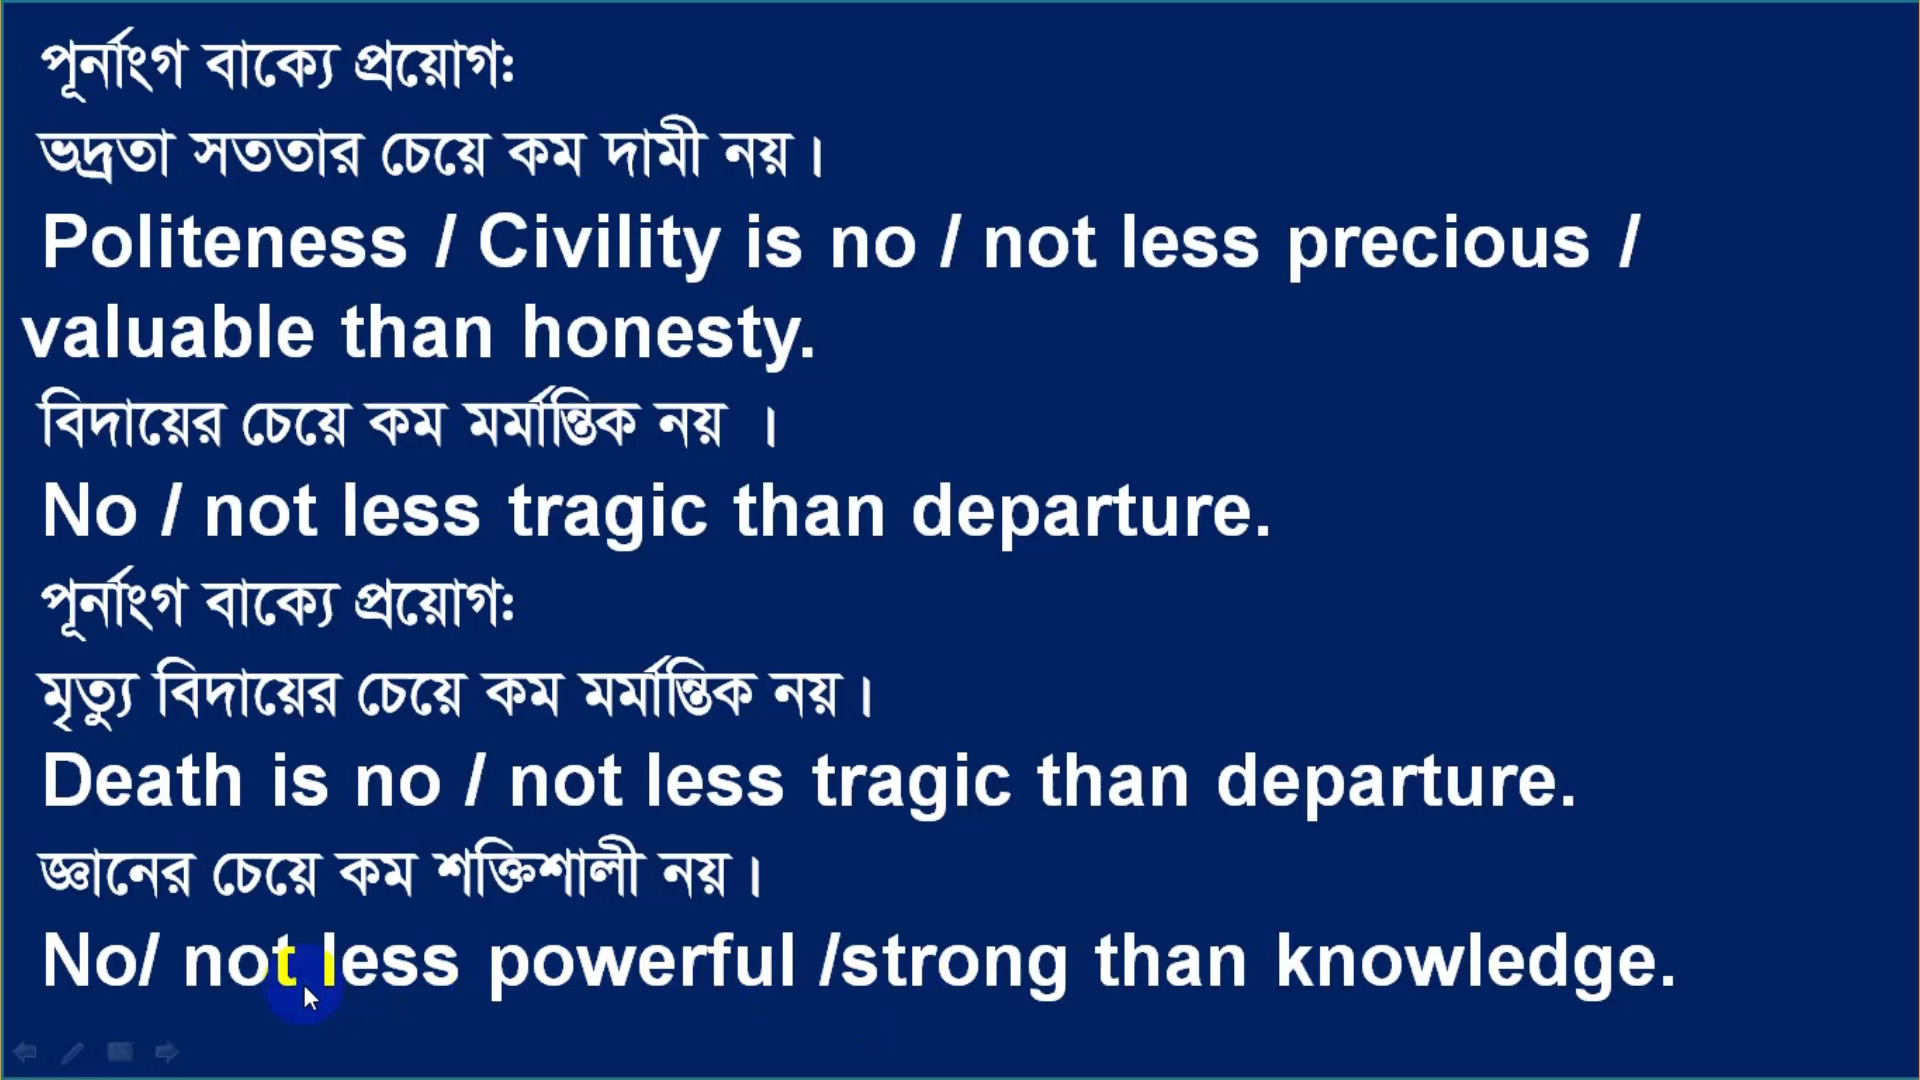 পূর্নাংগ বাক্যে প্রয়োগঃ
ভদ্রতা সততার চেয়ে কম দামী নয়।
Politeness / Civility is no / not less precious /
valuable than honesty.
বিদায়ের চেয়ে কম মর্মান্তিক নয় ।
No / not less tragic than departure.
পূর্নাংগ বাক্যে প্রয়োগঃ
মৃত্যু বিদায়ের চেয়ে কম মর্মান্তিক নয়।
Death is no / not less tragic than departure.
জ্ঞানের চেয়ে কম শক্তিশালী নয়।
No/ not less powerful /strong than knowledge.